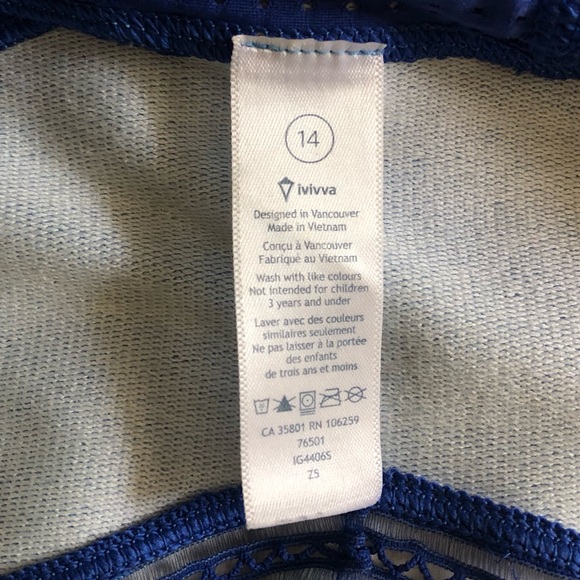 14
ivivva
Designed in Vancouver
Made in Vietnam
Conçu à Vancouver
Fabriqué au Vietnam
Wash with like colours
Not intended for children
3 years and under
Laver avec des couleurs
similaires seulement
Ne pas laisser à la portée
des enfants
de trois ans et moins
CA 35801 RN 106259
76501
IG4406S
Z5